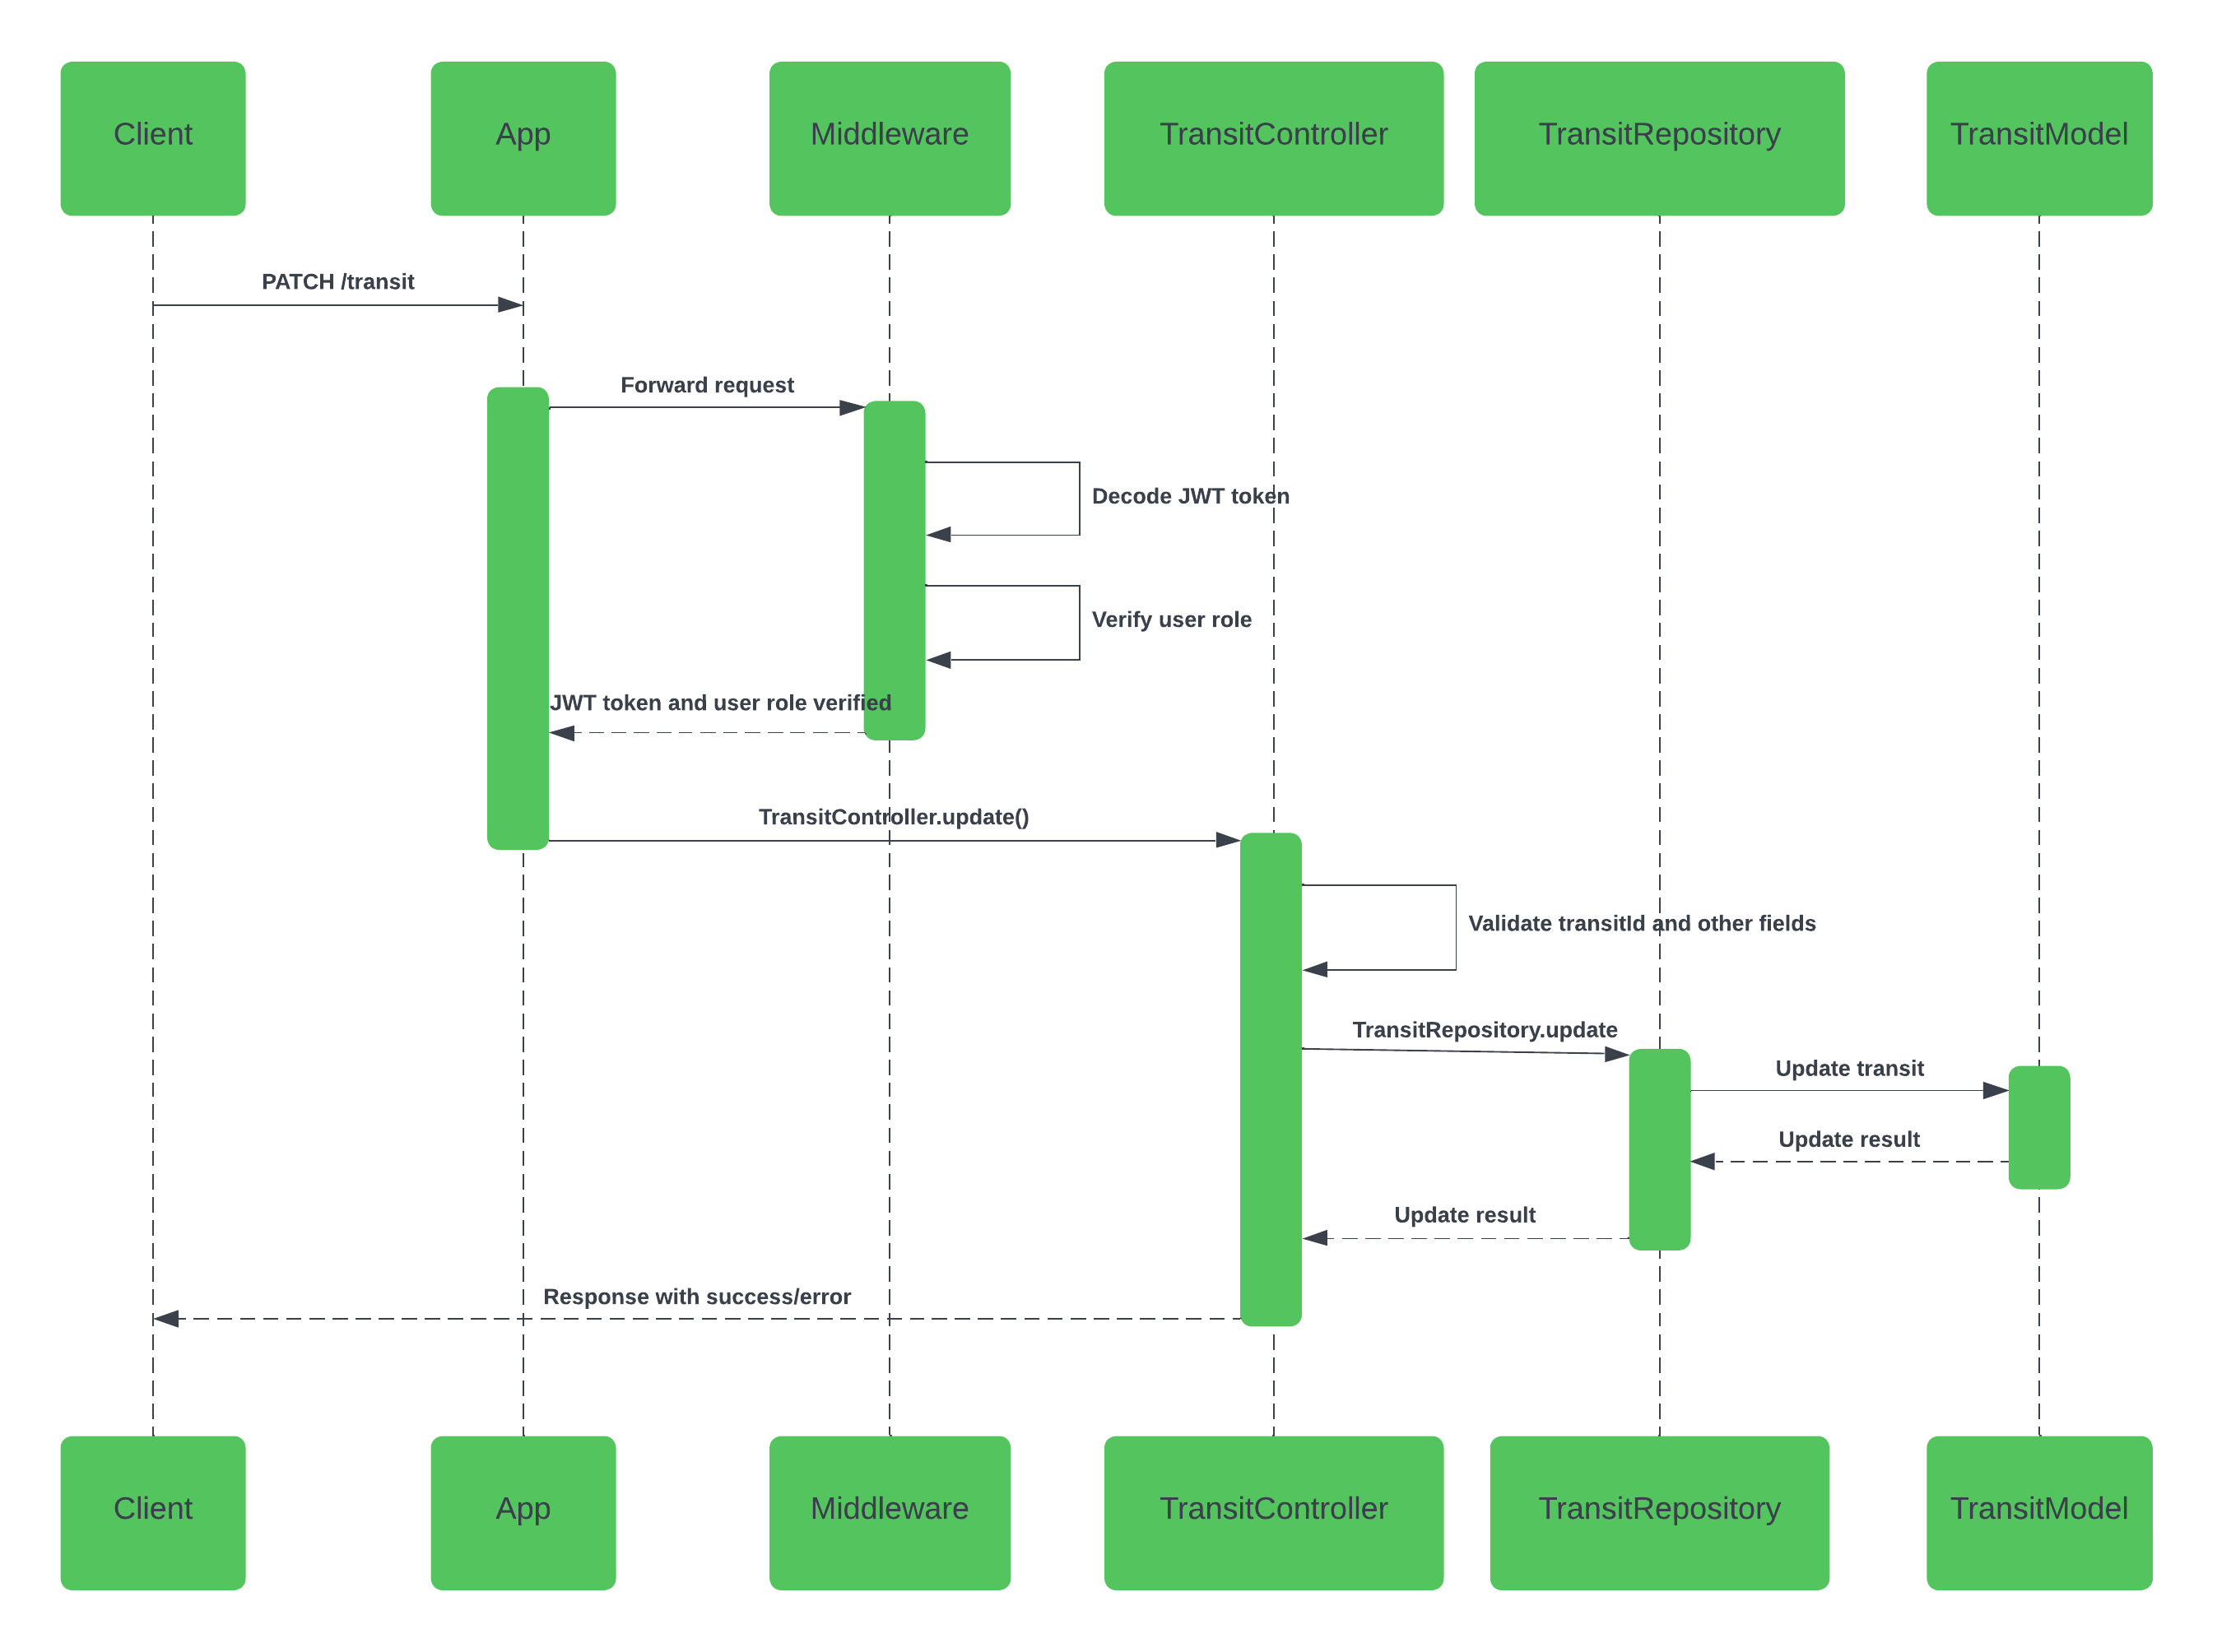 Client
App
Middleware
TransitController
TransitRepository
TransitModel
PATCH /transit
Forward request
Decode JWT token
Verify user role
JWT token and user role verified
TransitController.update()
Validate transitId and other fields
TransitRepository.update
Update transit
Update result
Update result
Response with success/error
Client
App
Middleware
TransitController
TransitRepository
TransitModel